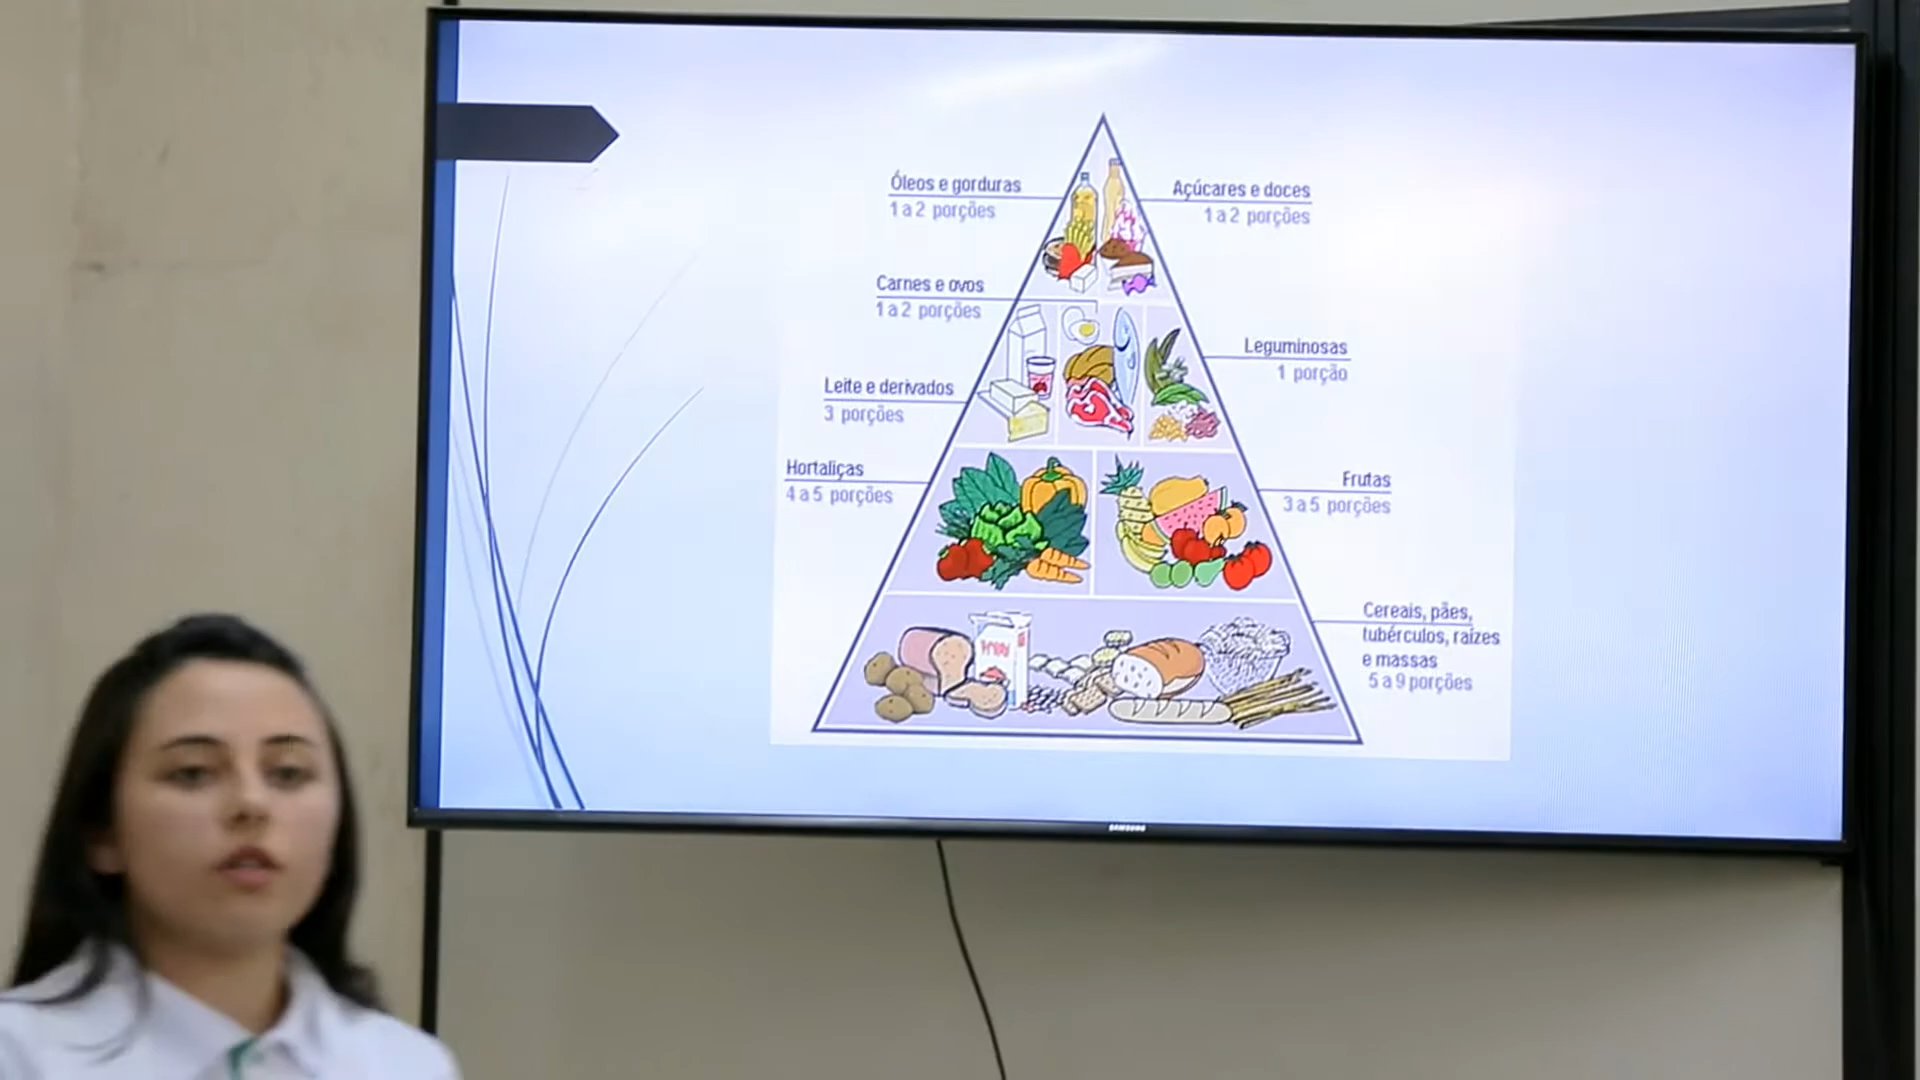 Óleos e gorduras
1 a 2 porções
Açúcares e doces
1 a 2 porções
Carnes e ovos
1 a 2 porções
Leguminosas
1 porção
Leite e derivados
3 porções
Hortaliças
4 a 5 porções
Frutas
3 a 5 porções
Cereais, pães,
tubérculos, raízes
e massas
5 a 9 porções
SAMSUNG